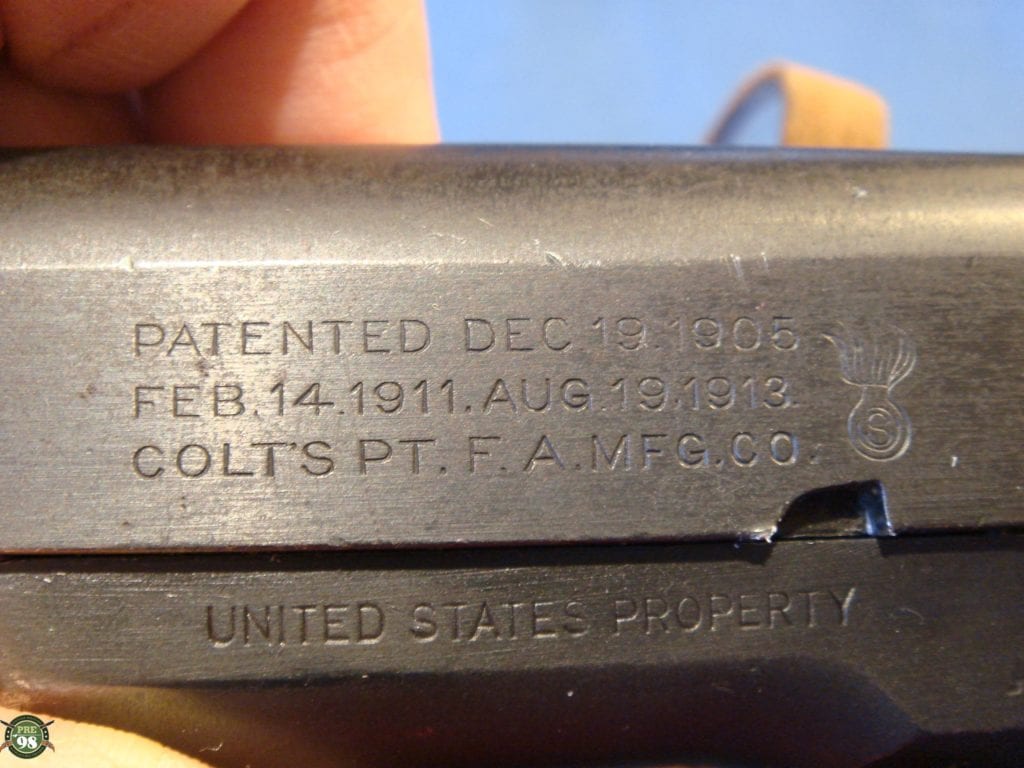 PATENTED DEC 19.1905
FEB.14.1911.AUG.19.1913.
COLT'S PT. F. A. MFG. CO.
S
UNITED STATES PROPERTY
PRE
98